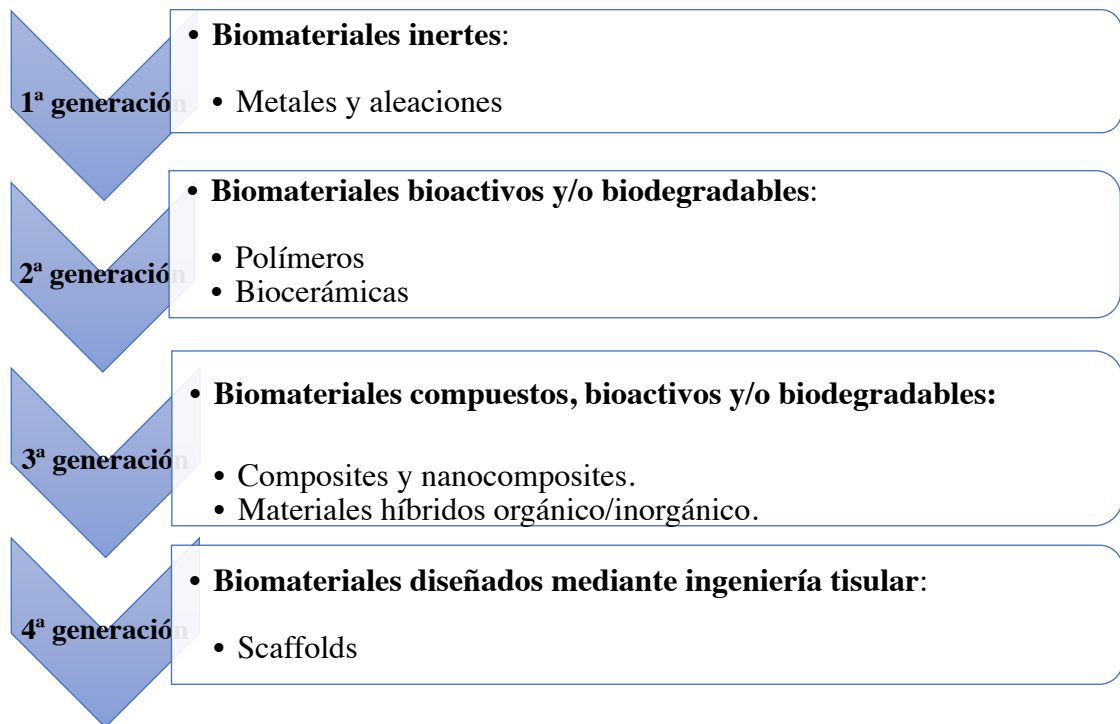 1ª generación
• Biomateriales inertes:
• Metales y aleaciones
2ª generación
• Biomateriales bioactivos y/o biodegradables:
• Polímeros
• Biocerámicas
3ª generación
• Biomateriales compuestos, bioactivos y/o biodegradables:
• Composites y nanocomposites.
• Materiales híbridos orgánico/inorgánico.
4ª generación
• Biomateriales diseñados mediante ingeniería tisular:
• Scaffolds